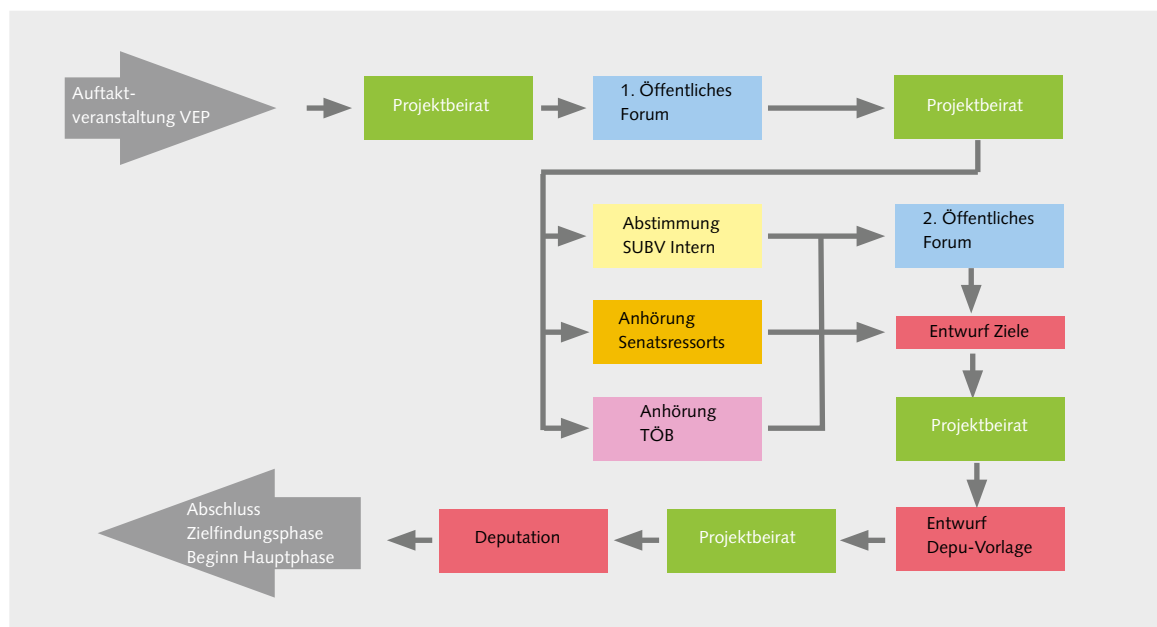 Auftakt-
veranstaltung VEP
Projektbeirat
1. Öffentliches
Forum
Projektbeirat
Abstimmung
SUBV Intern
2. Öffentliches
Forum
Anhörung
Senatsressorts
Entwurf Ziele
Anhörung
TÖB
Projektbeirat
Entwurf
Depu-Vorlage
Projektbeirat
Deputation
Abschluss
Zielfindungsphase
Beginn Hauptphase